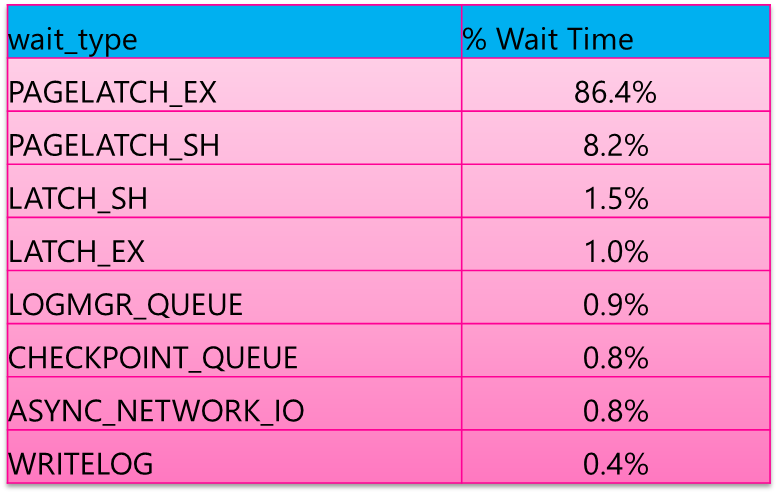 wait_type % Wait Time
PAGELATCH_EX 86.4%
PAGELATCH_SH 8.2%
LATCH_SH 1.5%
LATCH_EX 1.0%
LOGMGR_QUEUE 0.9%
CHECKPOINT_QUEUE 0.8%
ASYNC_NETWORK_IO 0.8%
WRITELOG 0.4%